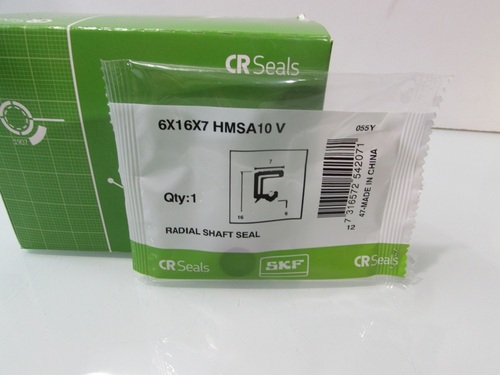 CR Seals
6X16X7 HMSA10 V
055Y
7
16
6
Qty:1
RADIAL SHAFT SEAL
7 316572 542071
12
47-MADE IN CHINA
CR Seals
SKF
CR Seals